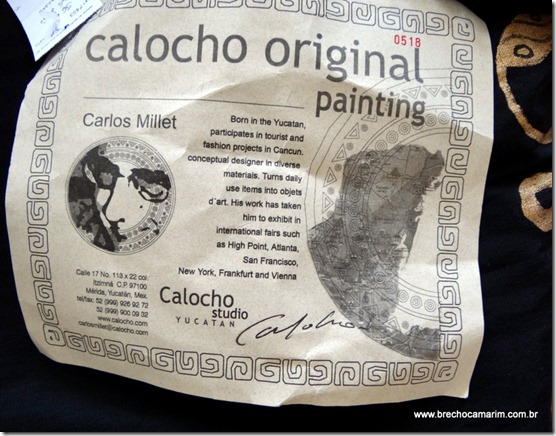 calocho original
0518
painting
Carlos Millet
Born in the Yucatan,
participates in tourist and
fashion projects in Cancun.
conceptual designer in diverse
materials. Turns daily
use items into objets
d´art. His work has taken
him to exhibit in
international fairs such
as High Point, Atlanta,
San Francisco,
New York, Frankfurt and Vienna
Calle 17 No. 113 x 22 col.
Itzimná C.P. 97100
Mérida, Yucatán, Mex.
tel/fax: 52 (999) 926 92 72
52 (999) 900 09 32
www.calocho.com
carlosmillet@calocho.com
Calocho
studio
YUCATAN
Calocho
www.brechocamarim.com.br